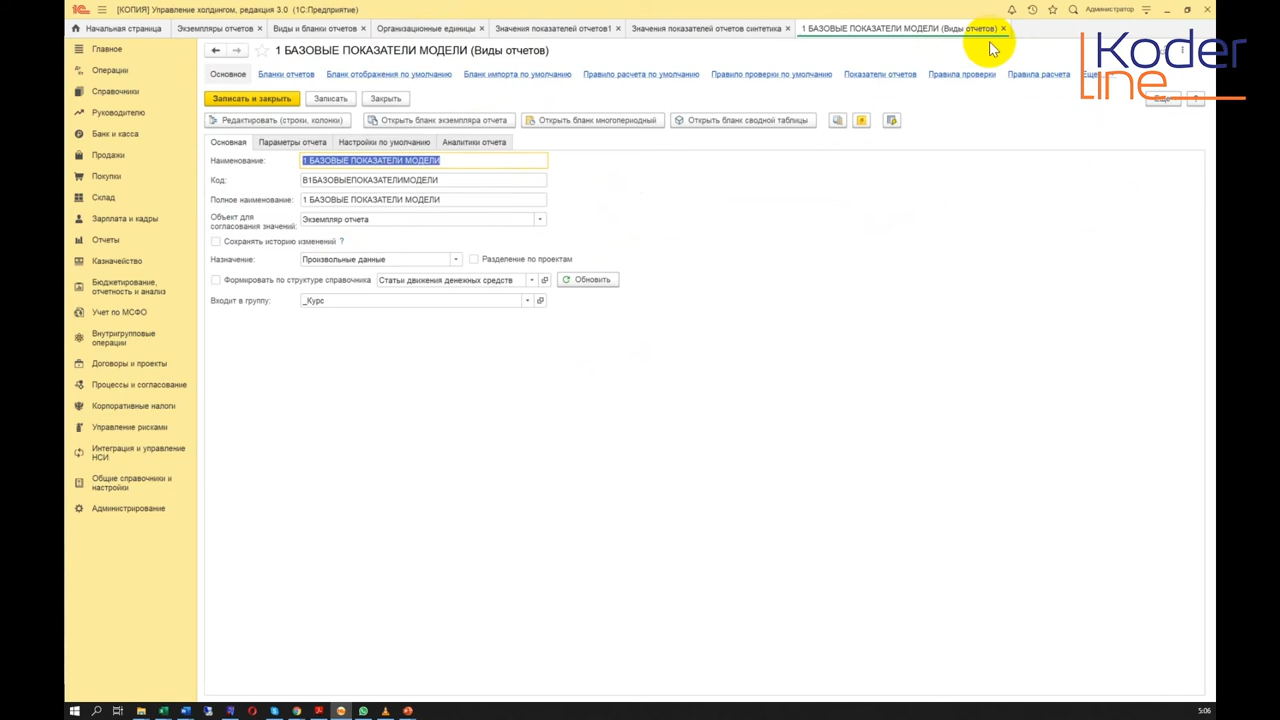 [КОПИЯ] Управление холдингом, редакция 3.0 (1С:Предприятие)
Администратор
Начальная страница
Экземпляры отчетов
Виды и бланки отчетов
Организационные единицы
Значения показателей отчетов1
Значения показателей отчетов синтетика
1 БАЗОВЫЕ ПОКАЗАТЕЛИ МОДЕЛИ (Виды отчетов)
Koder
line
Главное
Операции
Справочники
Руководителю
Банк и касса
Продажи
Покупки
Склад
Зарплата и кадры
Отчеты
Казначейство
Бюджетирование,
отчетность и анализ
Учет по МСФО
Внутригрупповые
операции
Договоры и проекты
Процессы и согласование
Корпоративные налоги
Управление рисками
Интеграция и управление
НСИ
Общие справочники и
настройки
Администрирование
1 БАЗОВЫЕ ПОКАЗАТЕЛИ МОДЕЛИ (Виды отчетов)
Основное
Бланки отчетов
Бланк отображения по умолчанию
Бланк импорта по умолчанию
Правило расчета по умолчанию
Правило проверки по умолчанию
Показатели отчетов
Правила проверки
Правила расчета
Еще...
Записать и закрыть
Записать
Закрыть
Еще
?
Редактировать (строки, колонки)
Открыть бланк экземпляра отчета
Открыть бланк многопериодный
Открыть бланк сводной таблицы
Основная
Параметры отчета
Настройки по умолчанию
Аналитики отчета
Наименование: 1 БАЗОВЫЕ ПОКАЗАТЕЛИ МОДЕЛИ
Код: В1БАЗОВЫЕПОКАЗАТЕЛИМОДЕЛИ
Полное наименование: 1 БАЗОВЫЕ ПОКАЗАТЕЛИ МОДЕЛИ
Объект для
согласования значений: Экземпляр отчета
Сохранять историю изменений ?
Назначение: Произвольные данные Разделение по проектам
Формировать по структуре справочника Статьи движения денежных средств Обновить
Входит в группу: _Курс
5:06